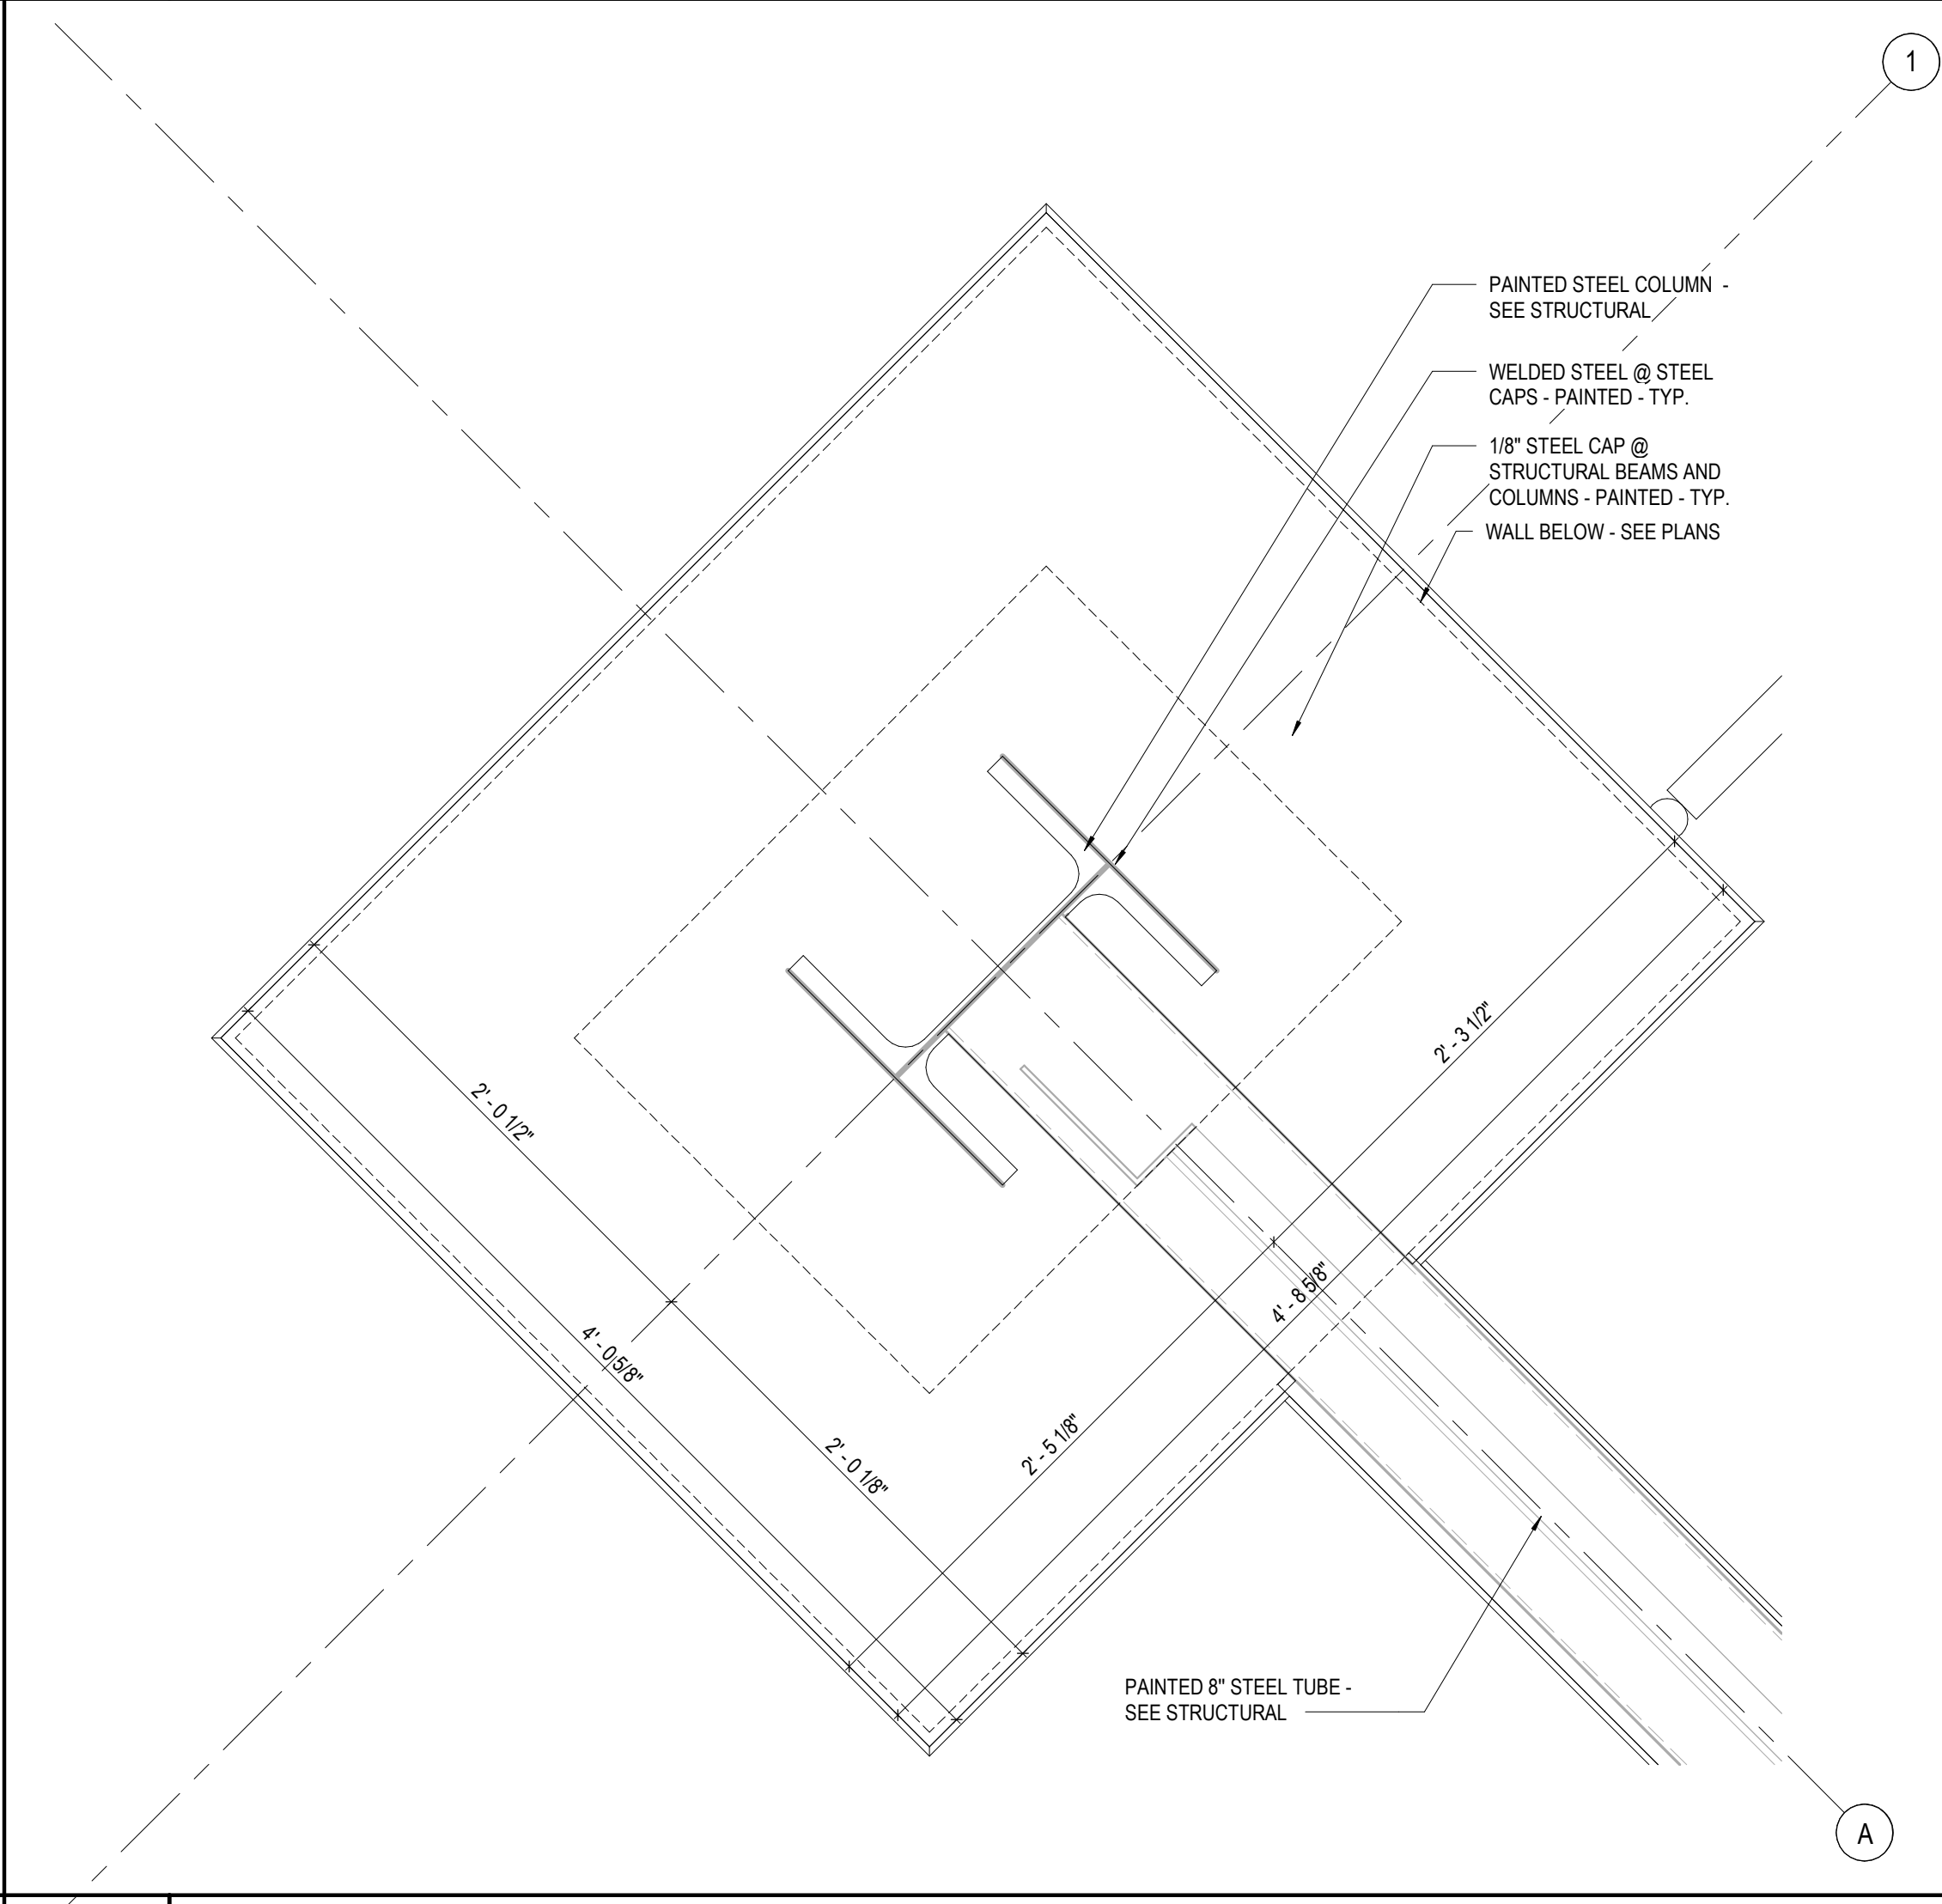 1
PAINTED STEEL COLUMN -
SEE STRUCTURAL
WELDED STEEL @ STEEL
CAPS - PAINTED - TYP.
1/8" STEEL CAP @
STRUCTURAL BEAMS AND
COLUMNS - PAINTED - TYP.
WALL BELOW - SEE PLANS
2' - 3 1/2"
2' - 0 1/2"
4' - 8 5/8"
4' - 0 5/8"
2' - 5 1/8"
2' - 0 1/8"
PAINTED 8" STEEL TUBE -
SEE STRUCTURAL
A